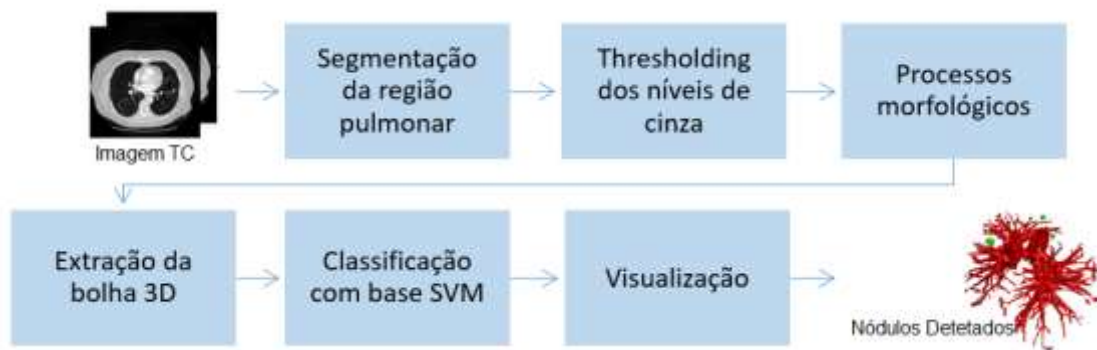 Imagem TC
Segmentação
da região
pulmonar
Thresholding
dos níveis de
cinza
Processos
morfológicos
Extração da
bolha 3D
Classificação
com base SVM
Visualização
Nódulos Detetados